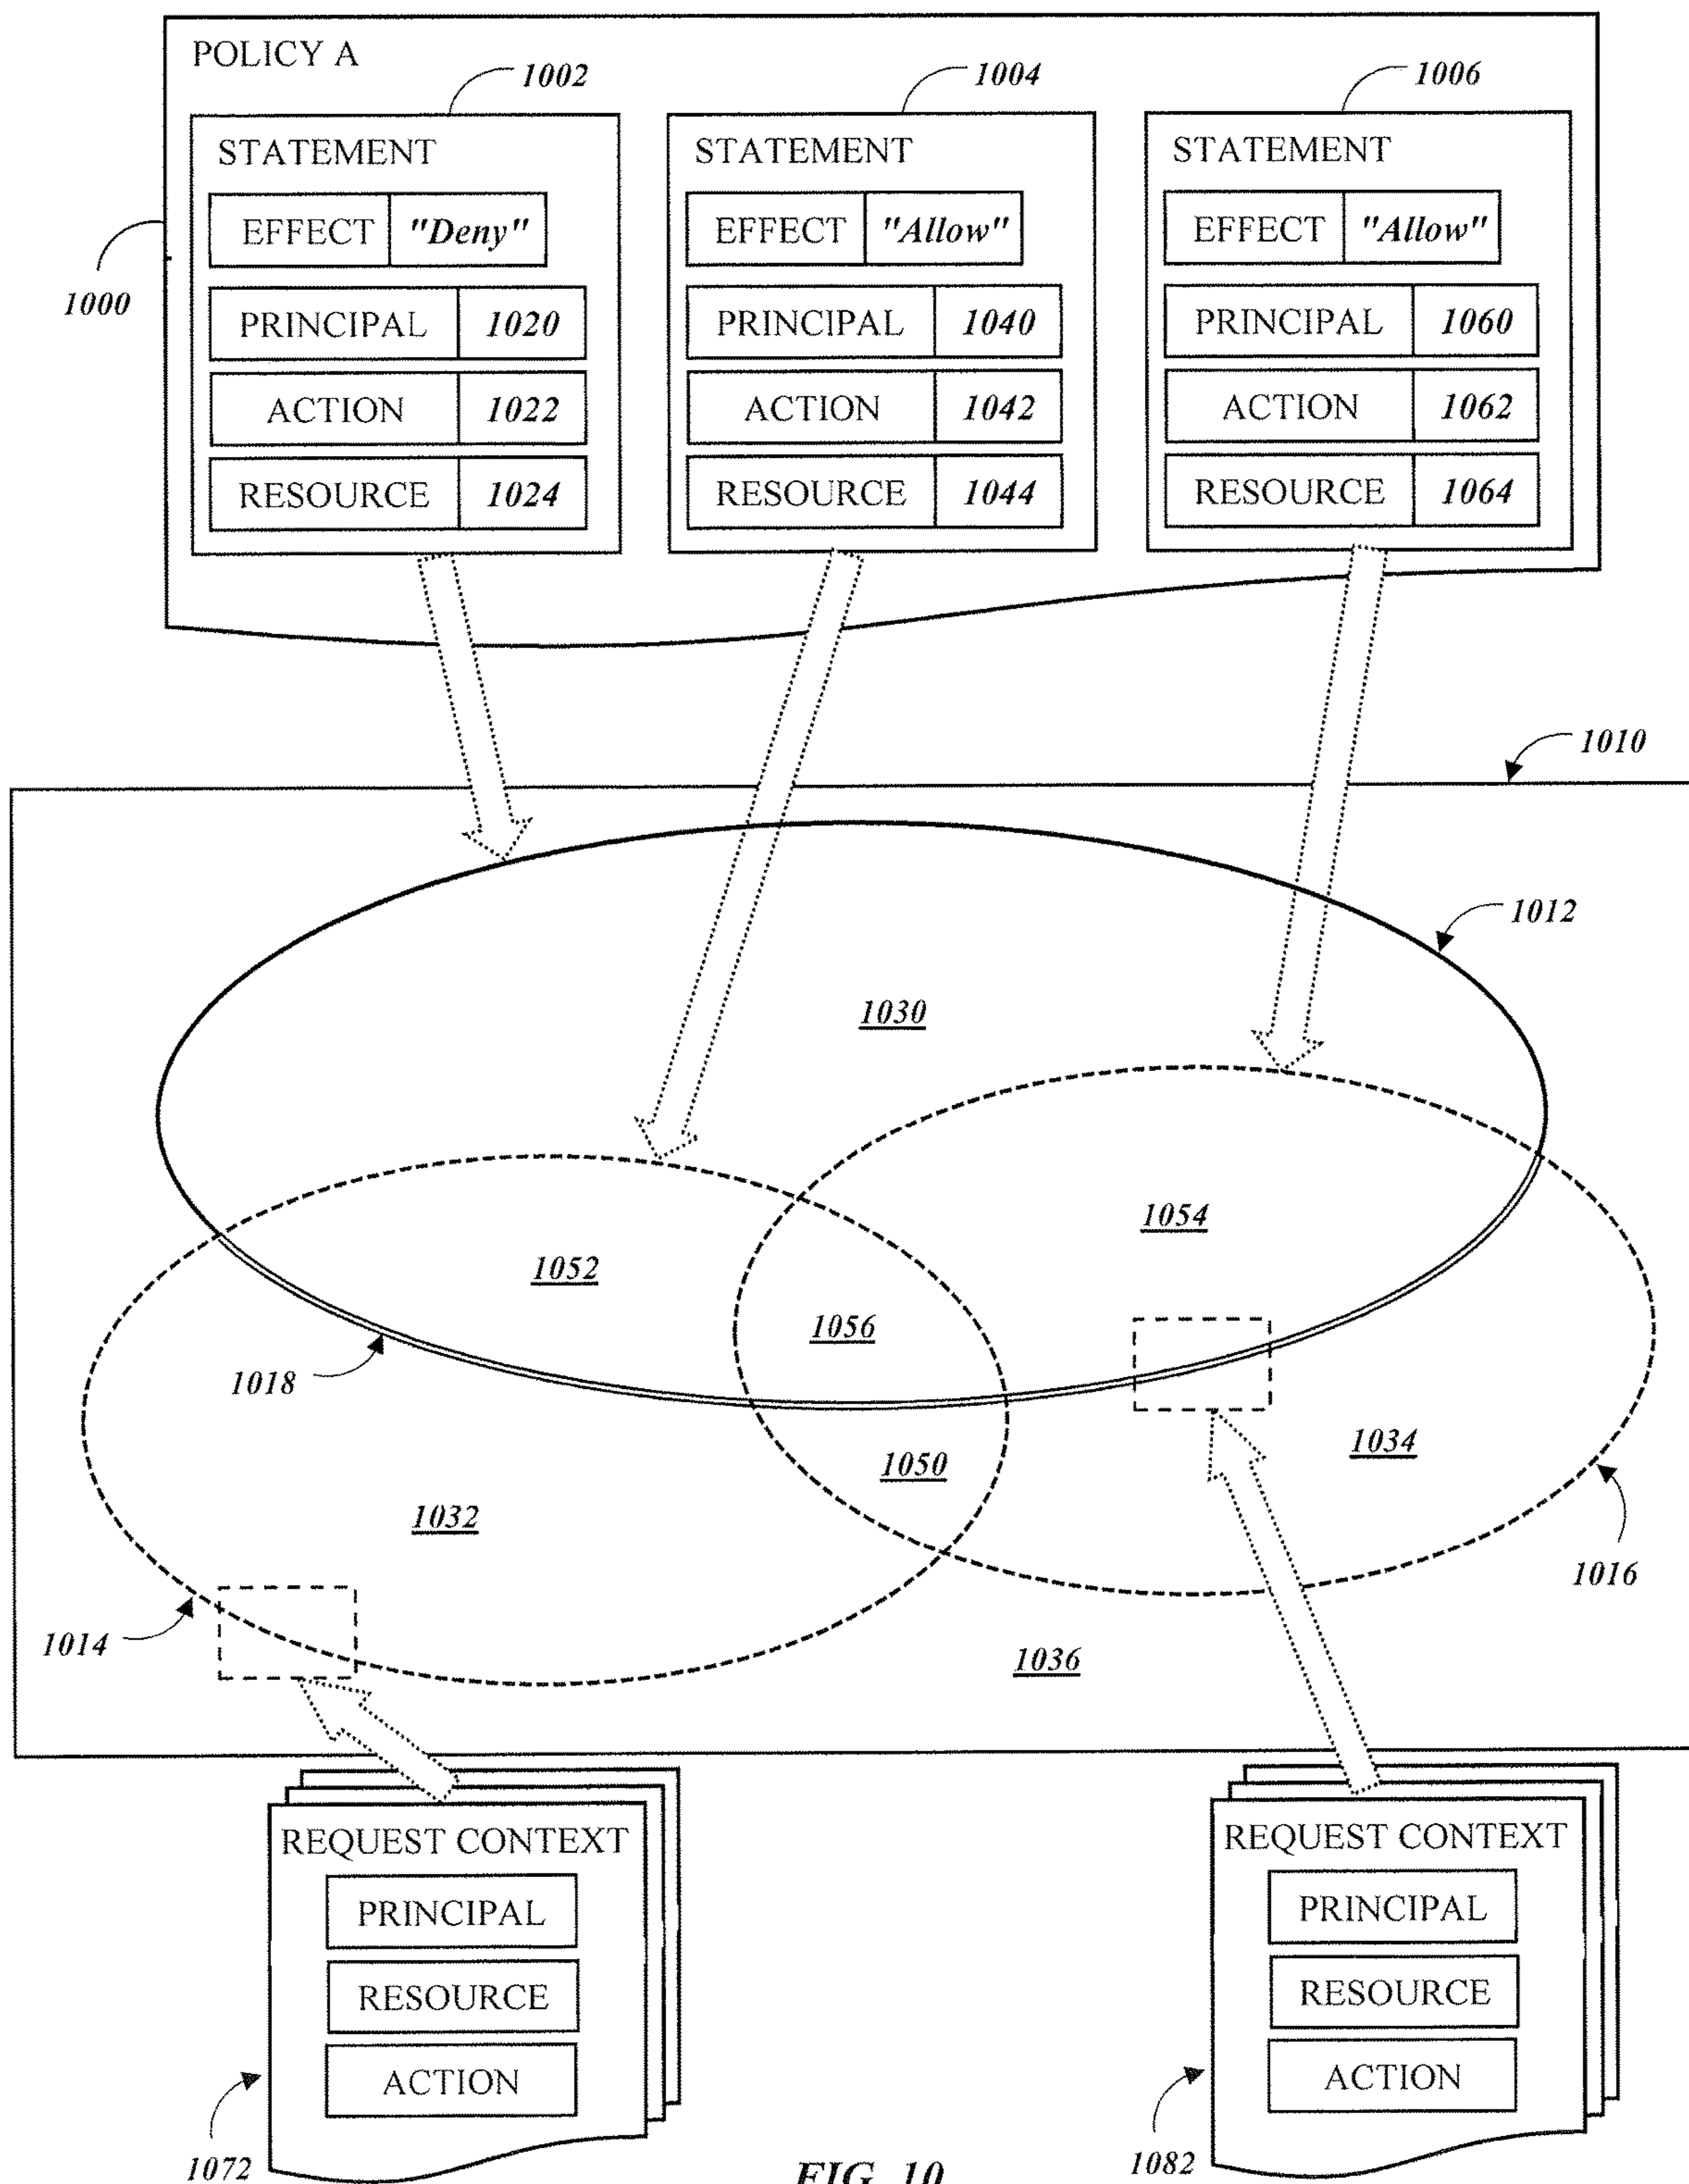 POLICY A
1002
1004
1006
STATEMENT
EFFECT "Deny"
PRINCIPAL 1020
ACTION 1022
RESOURCE 1024
STATEMENT
EFFECT "Allow"
PRINCIPAL 1040
ACTION 1042
RESOURCE 1044
STATEMENT
EFFECT "Allow"
PRINCIPAL 1060
ACTION 1062
RESOURCE 1064
1000
1010
1012
1030
1054
1052
1056
1018
1034
1050
1032
1016
1014
1036
REQUEST CONTEXT
PRINCIPAL
RESOURCE
ACTION
1072
REQUEST CONTEXT
PRINCIPAL
RESOURCE
ACTION
1082
FIG. 10